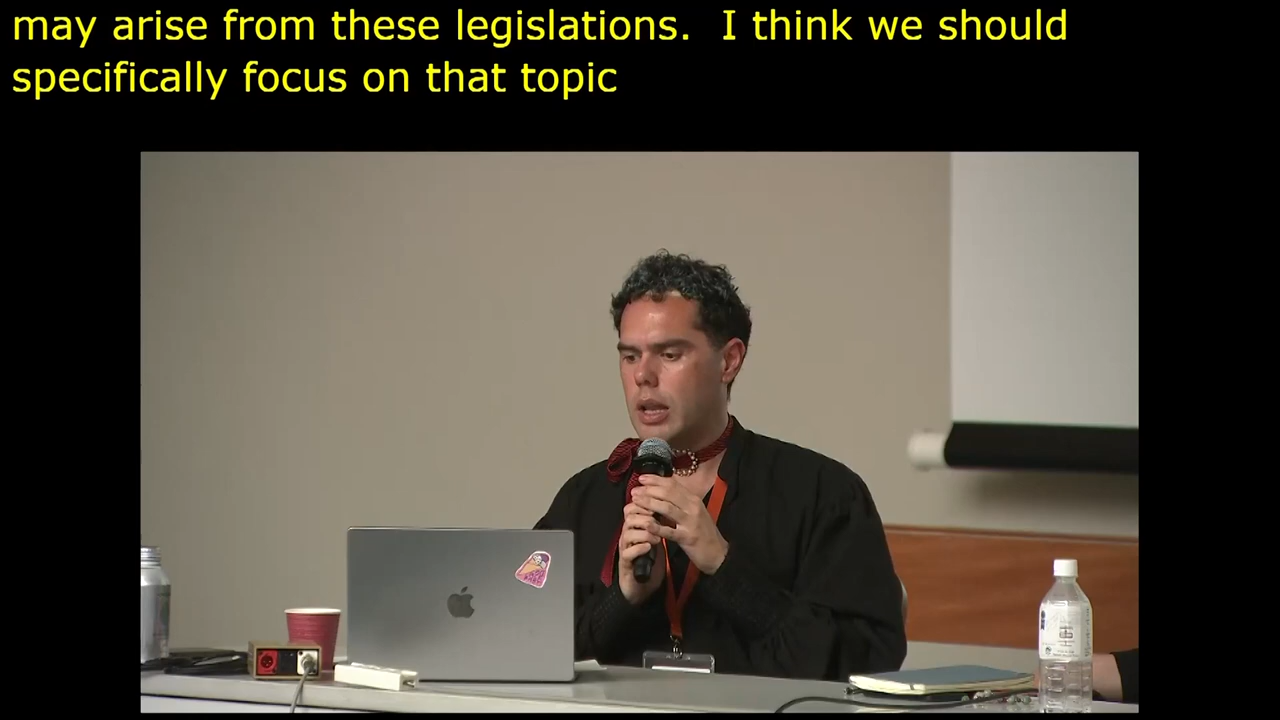 may arise from these legislations.  I think we should
specifically focus on that topic